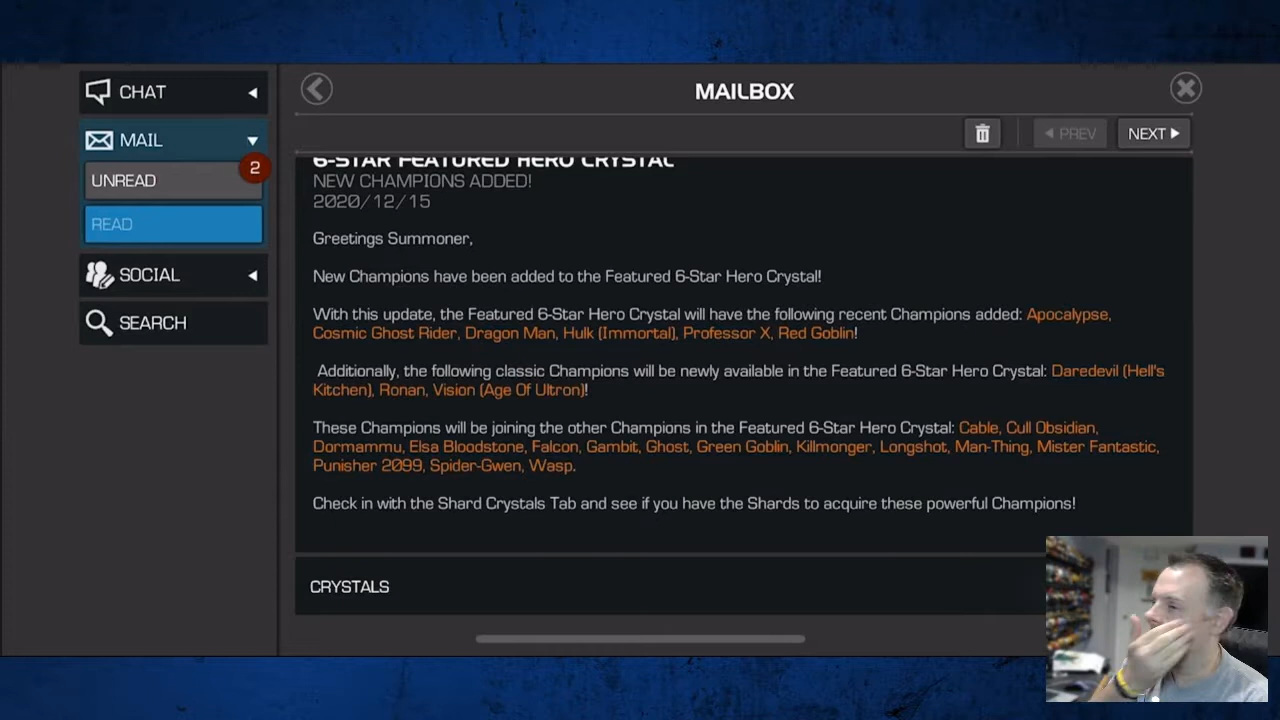 CHAT
MAIL
2
UNREAD
READ
SOCIAL
SEARCH
MAILBOX
PREV
NEXT
6-STAR FEATURED HERO CRYSTAL
NEW CHAMPIONS ADDED!
2020/12/15
Greetings Summoner,
New Champions have been added to the Featured 6-Star Hero Crystal!
With this update, the Featured 6-Star Hero Crystal will have the following recent Champions added: Apocalypse,
Cosmic Ghost Rider, Dragon Man, Hulk (Immortal), Professor X, Red Goblin!
Additionally, the following classic Champions will be newly available in the Featured 6-Star Hero Crystal: Daredevil (Hell's
Kitchen), Ronan, Vision (Age Of Ultron)!
These Champions will be joining the other Champions in the Featured 6-Star Hero Crystal: Cable, Cull Obsidian,
Dormammu, Elsa Bloodstone, Falcon, Gambit, Ghost, Green Goblin, Killmonger, Longshot, Man-Thing, Mister Fantastic,
Punisher 2099, Spider-Gwen, Wasp.
Check in with the Shard Crystals Tab and see if you have the Shards to acquire these powerful Champions!
CRYSTALS